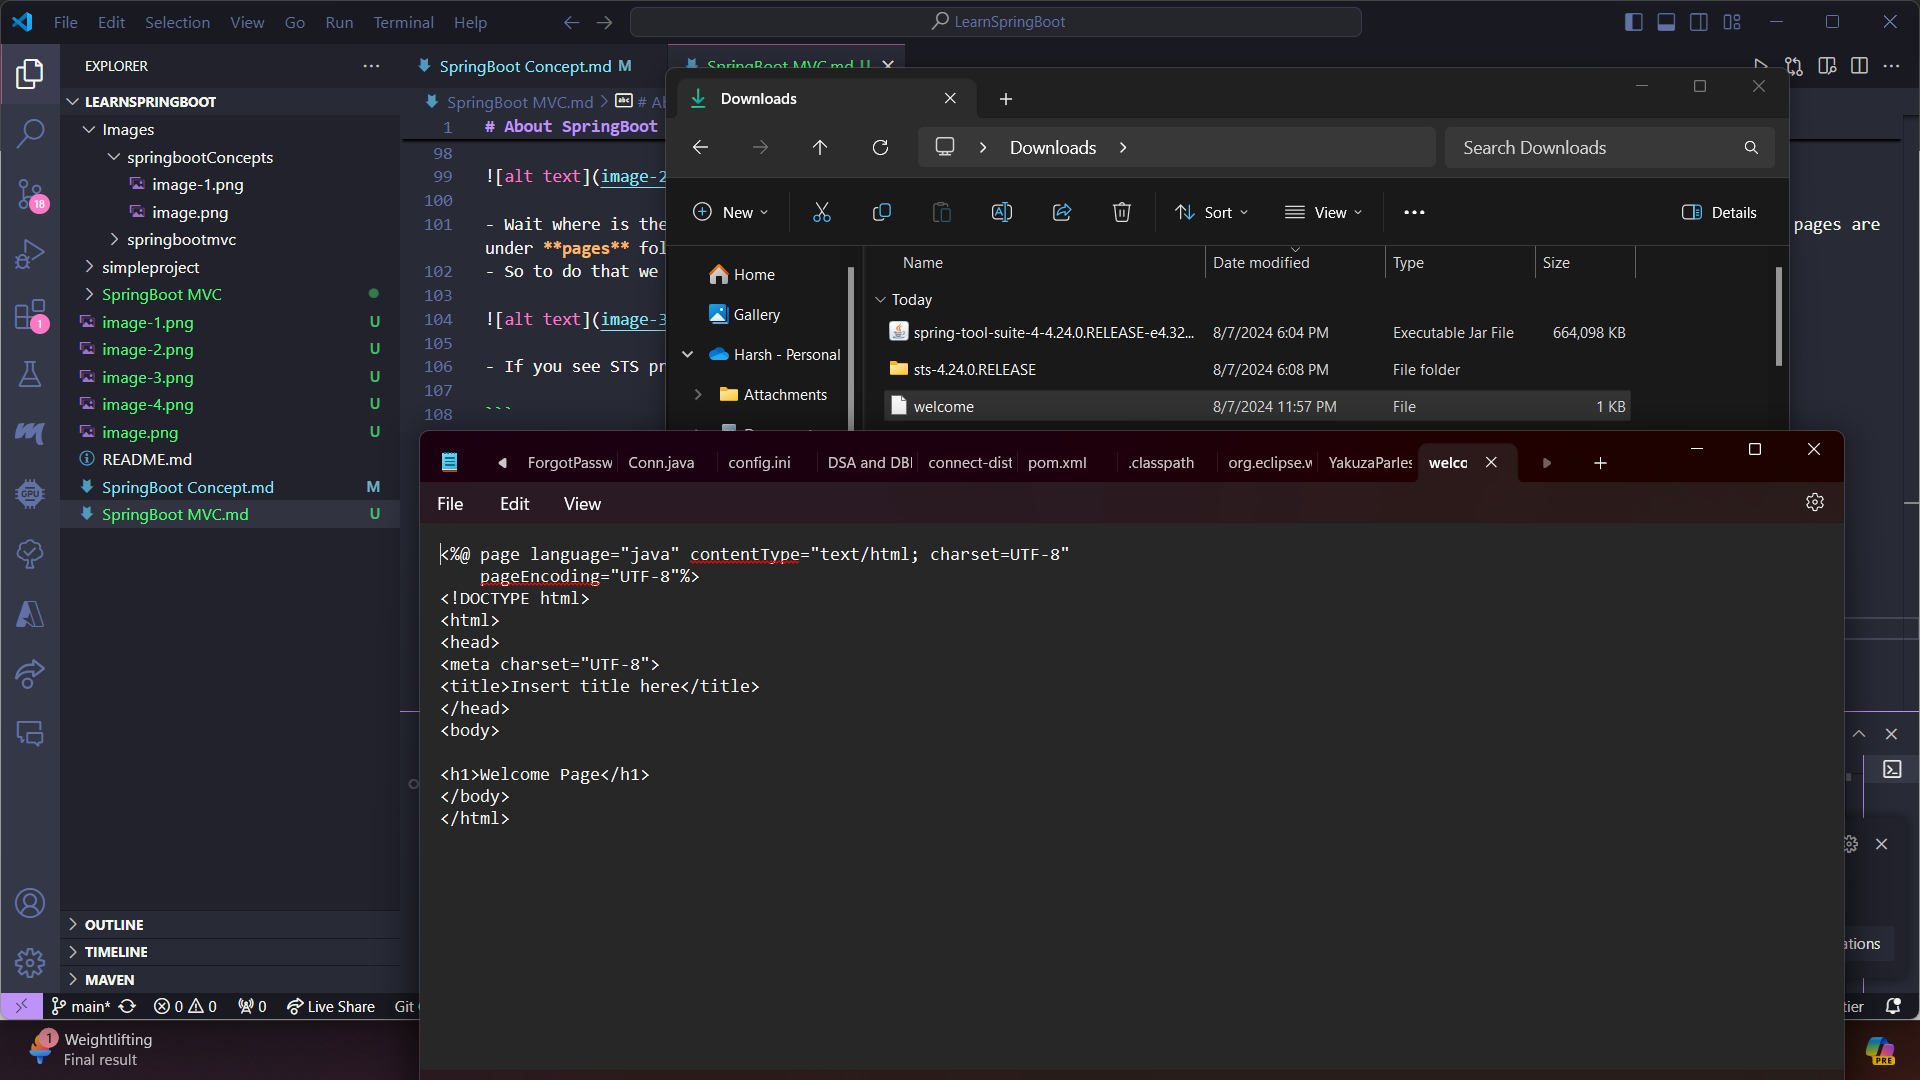 File Edit Selection View Go Run Terminal Help
LearnSpringBoot
EXPLORER
LEARNSPRINGBOOT
Images
springbootConcepts
image-1.png
image.png
springbootmvc
simpleproject
SpringBoot MVC
image-1.png U
image-2.png U
image-3.png U
image-4.png U
image.png U
README.md
SpringBoot Concept.md M
SpringBoot MVC.md U
OUTLINE
TIMELINE
MAVEN
18
1
GPU
SpringBoot Concept.md M
SpringBoot MVC.md U
SpringBoot MVC.md > # Ab
1 # About SpringBoot
98
99 ![alt text](image-2
100
101 - Wait where is the
pages are
under **pages** fol
102 - So to do that we
103
104 ![alt text](image-3
105
106 - If you see STS pr
107
108 ```
Downloads
Downloads
Search Downloads
New
Sort
View
Details
Home
Gallery
Harsh - Personal
Attachments
Name Date modified Type Size
Today
spring-tool-suite-4-4.24.0.RELEASE-e4.32... 8/7/2024 6:04 PM Executable Jar File 664,098 KB
sts-4.24.0.RELEASE 8/7/2024 6:08 PM File folder
welcome 8/7/2024 11:57 PM File 1 KB
ForgotPassw Conn.java config.ini DSA and DBI connect-dist pom.xml .classpath org.eclipse.w YakuzaParles welcc
File Edit View
<%@ page language="java" contentType="text/html; charset=UTF-8"
pageEncoding="UTF-8"%>
<!DOCTYPE html>
<html>
<head>
<meta charset="UTF-8">
<title>Insert title here</title>
</head>
<body>
<h1>Welcome Page</h1>
</body>
</html>
ations
main* 0 0 0 Live Share Git
tier
1
Weightlifting
Final result
PRE